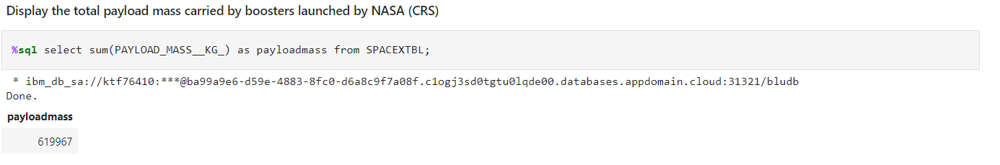 Display the total payload mass carried by boosters launched by NASA (CRS)
%sql select sum(PAYLOAD_MASS__KG_) as payloadmass from SPACEXTBL;
* ibm_db_sa://ktf76410:***@ba99a9e6-d59e-4883-8fc0-d6a8c9f7a08f.c1ogj3sd0tgtu0lqde00.databases.appdomain.cloud:31321/bludb
Done.
payloadmass
619967